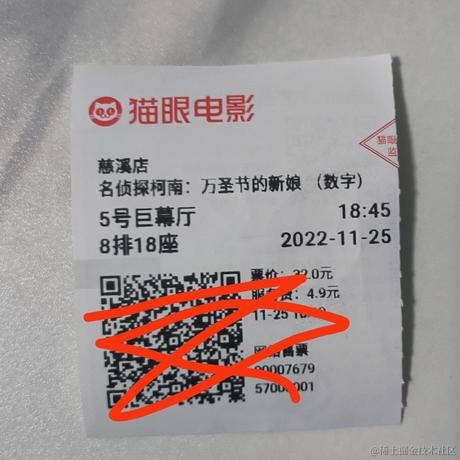 猫眼电影
慈溪店
名侦探柯南：万圣节的新娘 （数字）
5号巨幕厅 18:45
8排18座 2022-11-25
票价：32.0元
服务费：4.9元
11-25
网络售票
00007679
@稀土掘金技术社区